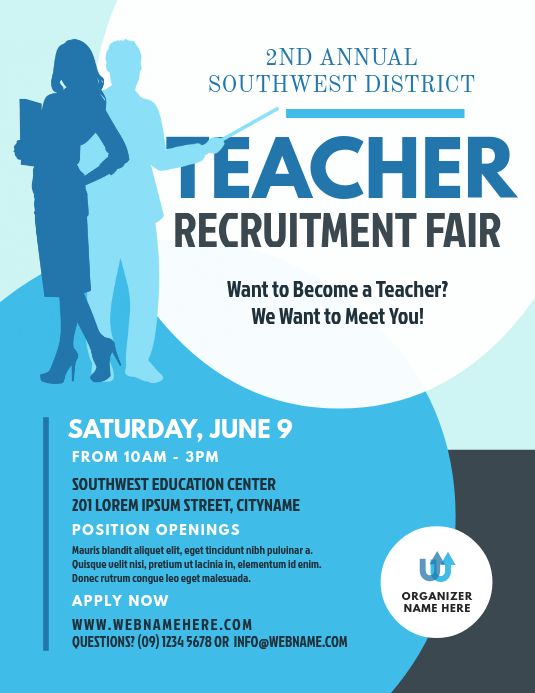 2ND ANNUAL
SOUTHWEST DISTRICT
TEACHER
RECRUITMENT FAIR
Want to Become a Teacher?
We Want to Meet You!
SATURDAY, JUNE 9
FROM 10AM - 3PM
SOUTHWEST EDUCATION CENTER
201 LOREM IPSUM STREET, CITYNAME
POSITION OPENINGS
Mauris blandit aliquet elit, eget tincidunt nibh pulvinar a.
Quisque velit nisi, pretium ut lacinia in, elementum id enim.
Donec rutrum congue leo eget malesuada.
APPLY NOW
WWW.WEBNAMEHERE.COM
QUESTIONS? (09) 1234 5678 OR INFO@WEBNAME.COM
ORGANIZER
NAME HERE